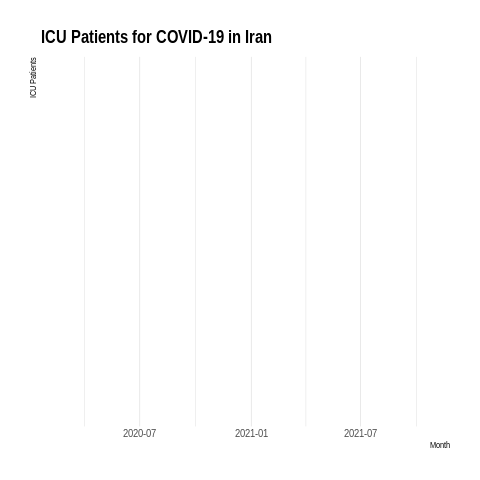 ICU Patients for COVID-19 in Iran
ICU Patients
2020-07 2021-01 2021-07
Month